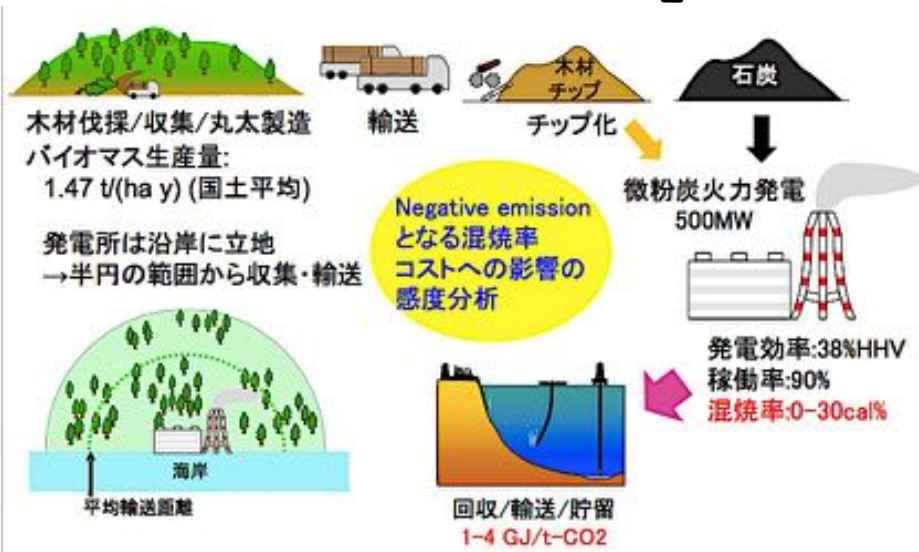 木材伐採/収集/丸太製造
バイオマス生産量:
1.47 t/(ha y) (国土平均)
輸送
木材
チップ
チップ化
石炭
微粉炭火力発電
500MW
発電所は沿岸に立地
→半円の範囲から収集・輸送
Negative emission
となる混焼率
コストへの影響の
感度分析
発電効率:38%HHV
稼働率:90%
混焼率:0-30cal%
海岸
平均輸送距離
回収/輸送/貯留
1-4 GJ/t-CO2